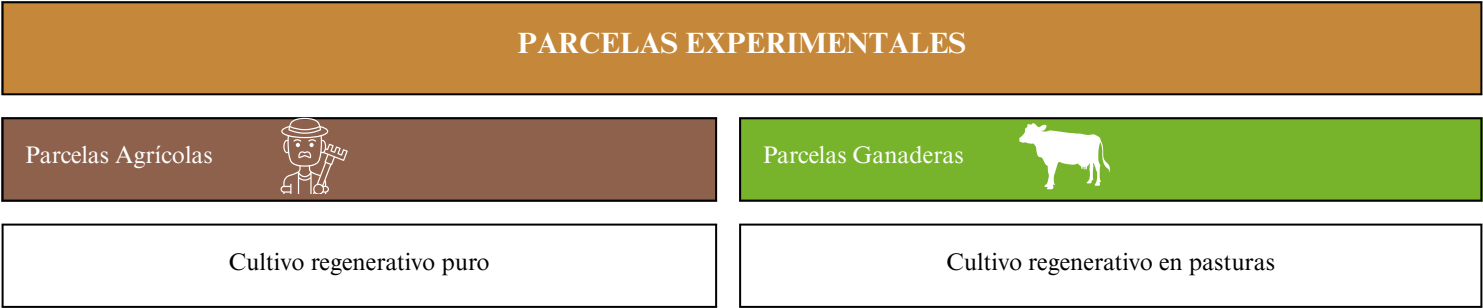 PARCELAS EXPERIMENTALES
Parcelas Agrícolas
Parcelas Ganaderas
Cultivo regenerativo puro
Cultivo regenerativo en pasturas